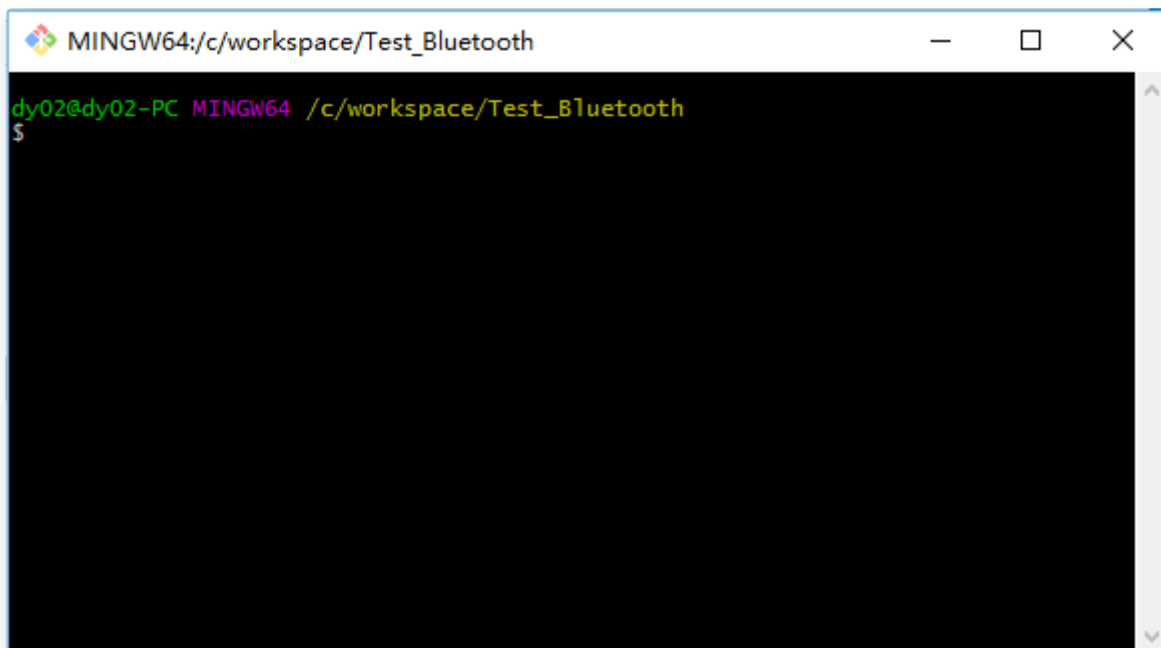 MINGW64:/c/workspace/Test_Bluetooth
dy02@dy02-PC MINGW64 /c/workspace/Test_Bluetooth
$